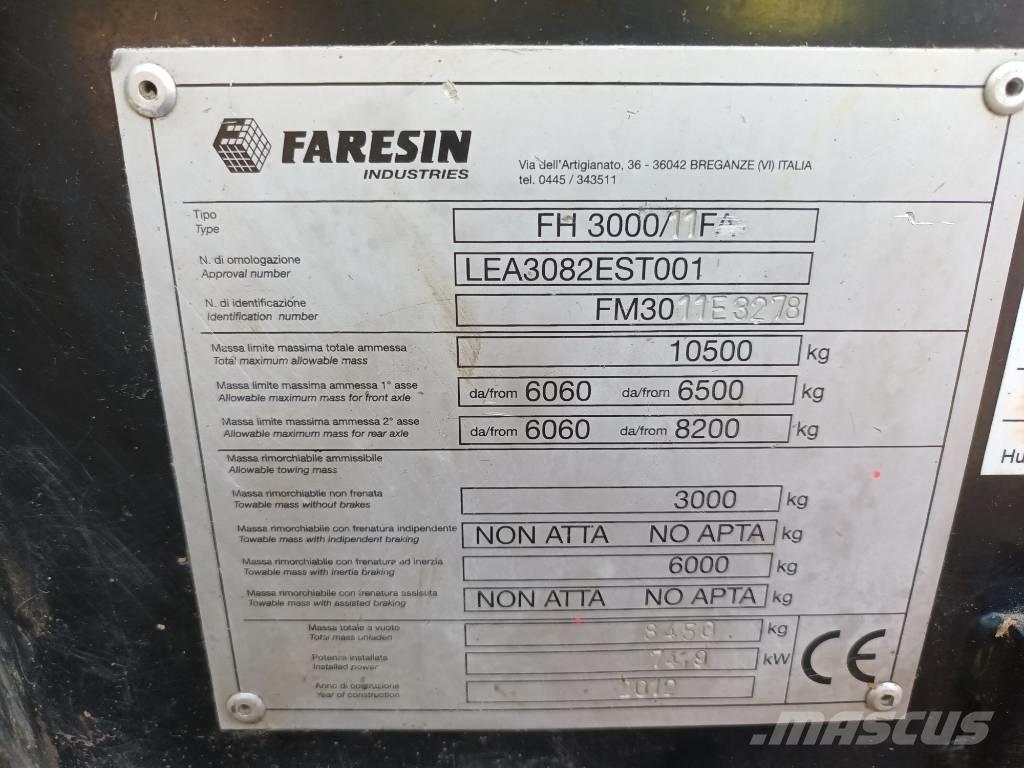 FARESIN
INDUSTRIES
Via dell'Artigianato, 36 - 36042 BREGANZE (VI) ITALIA
tel. 0445 / 343511
Tipo
Type
FH 3000/11F
N. di omologazione
Approval number
LEA3082EST001
N. di identificazione
Identification number
FM3011E3278
Massa limite massima totale ammessa
Total maximum allowable mass
10500 kg
Massa limite massima ammessa 1° asse
Allowable maximum mass for front axle
da/from 6060 da/from 6500 kg
Massa limite massima ammessa 2° asse
Allowable maximum mass for rear axle
da/from 6060 da/from 8200 kg
Massa rimorchiabile ammissibile
Allowable towing mass
Massa rimorchiabile non frenata
Towable mass without brakes
3000 kg
Massa rimorchiabile con frenatura indipendente
Towable mass with indipendent braking
NON ATTA NO APTA kg
Massa rimorchiabile con frenatura ad inerzia
Towable mass with inertia braking
6000 kg
Massa rimorchiabile con frenatura assistita
Towable mass with assisted braking
NON ATTA NO APTA kg
Massa totale a vuoto
Total mass unladen
8450 kg
Potenza installata
Installed power
kW
Anno di costruzione
Year of construction
2012
CE
Hu
mascus